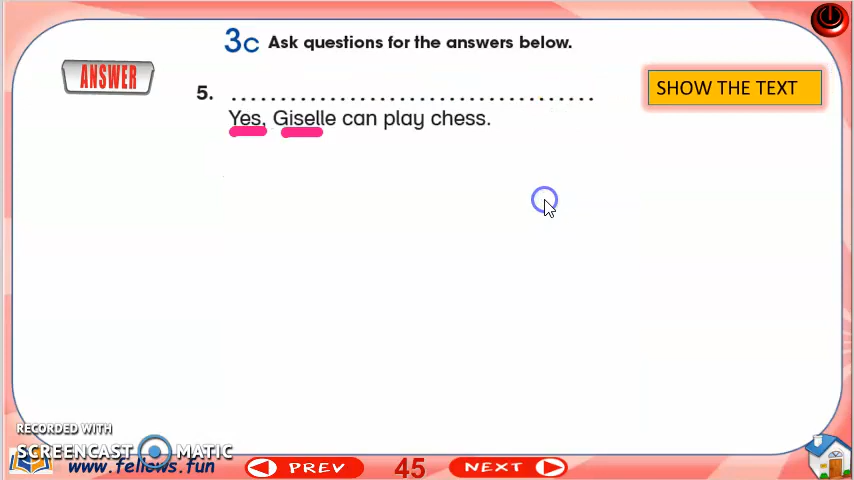 3c Ask questions for the answers below.
ANSWER
SHOW THE TEXT
5. .....................................
Yes, Giselle can play chess.
RECORDED WITH
SCREENCAST MATIC
www.fellows.fun
PREV
45
NEXT